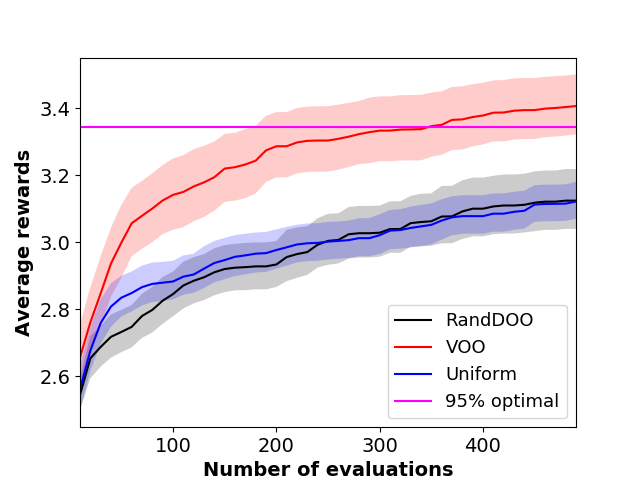 3.4
3.2
3.0
2.8
2.6
Average rewards
RandDOO
VOO
Uniform
95% optimal
100
200
300
400
Number of evaluations